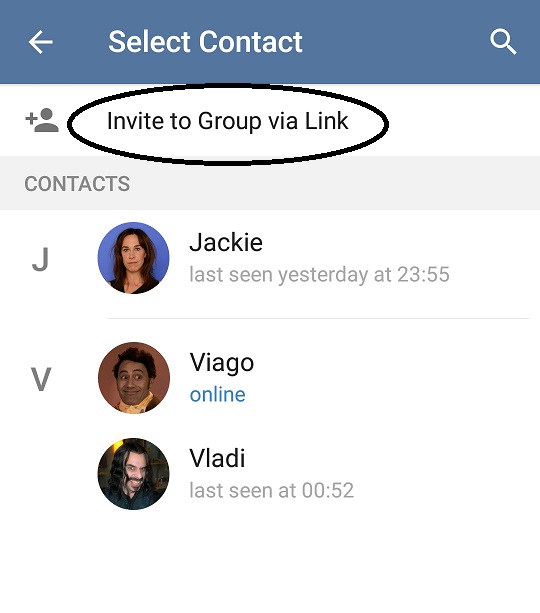 Select Contact
Invite to Group via Link
CONTACTS
J
Jackie
last seen yesterday at 23:55
V
Viago
online
Vladi
last seen at 00:52